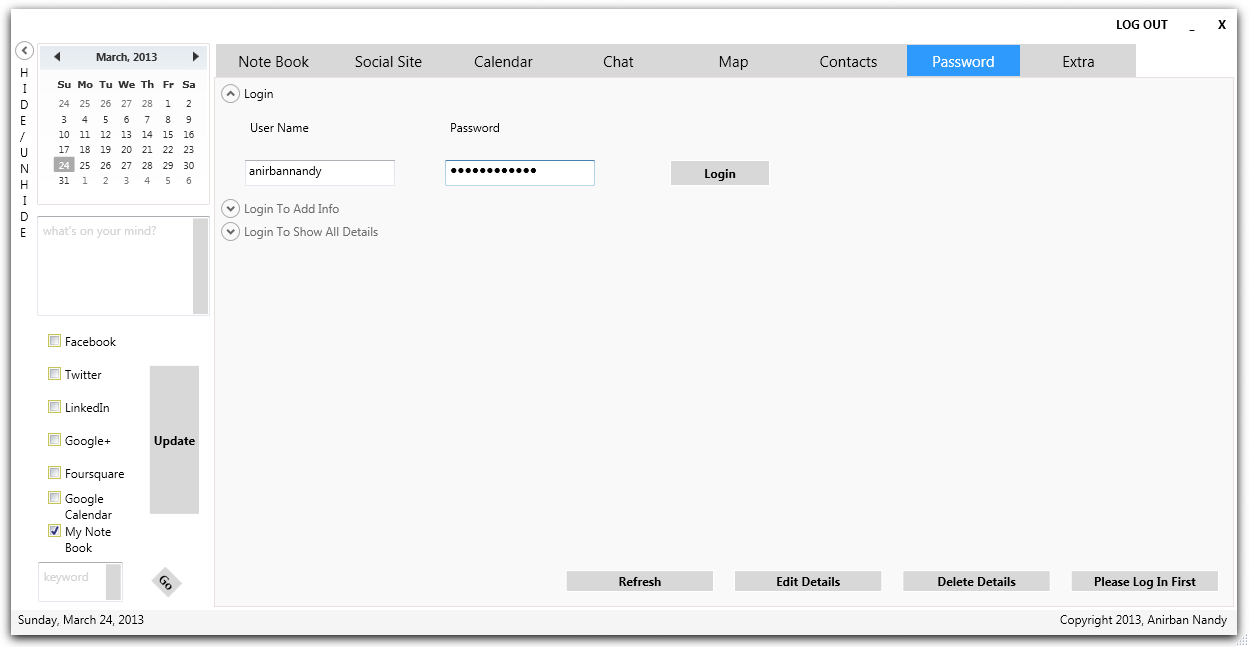 LOG OUT _ X
HIDE/UNHIDE
March, 2013
Su Mo Tu We Th Fr Sa
24 25 26 27 28 1 2
3 4 5 6 7 8 9
10 11 12 13 14 15 16
17 18 19 20 21 22 23
24 25 26 27 28 29 30
31 1 2 3 4 5 6
what's on your mind?
Facebook
Twitter
LinkedIn
Google+
Foursquare
Google
Calendar
My Note
Book
Update
keyword
Go
Note Book Social Site Calendar Chat Map Contacts Password Extra
Login
User Name Password
anirbannandy •••••••••••• Login
Login To Add Info
Login To Show All Details
Refresh Edit Details Delete Details Please Log In First
Sunday, March 24, 2013 Copyright 2013, Anirban Nandy